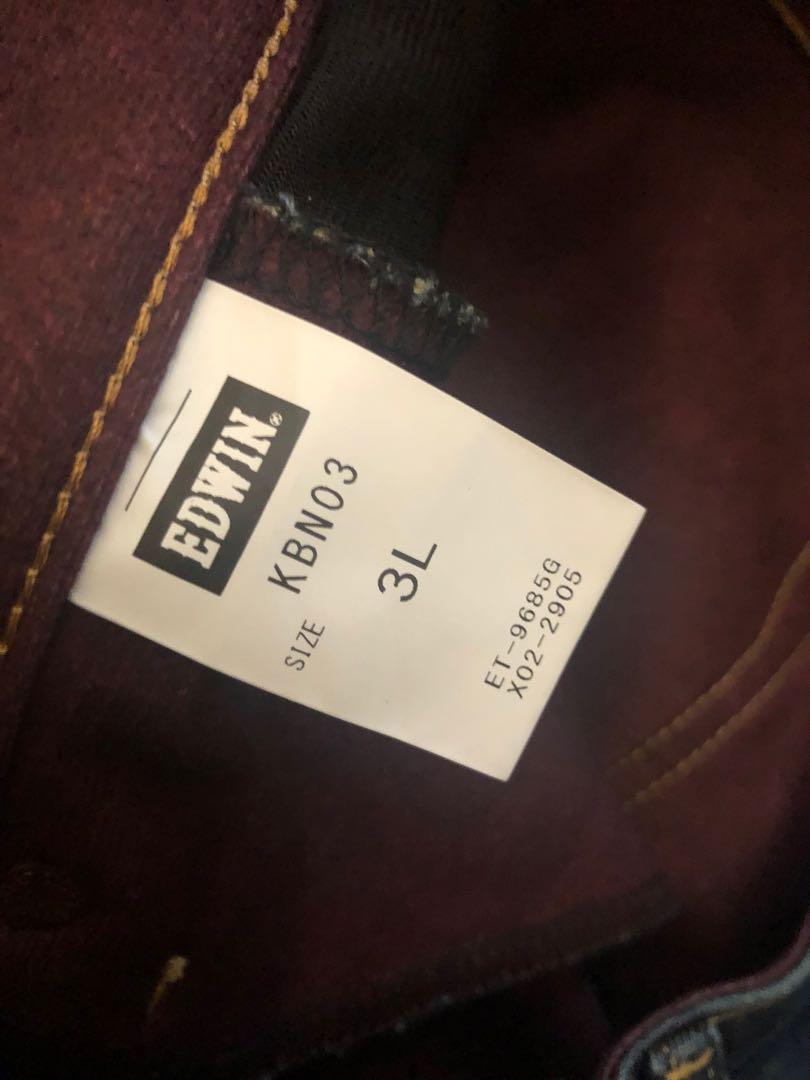 EDWIN®
KBN03
SIZE
3L
ET-9685G
X02-2905